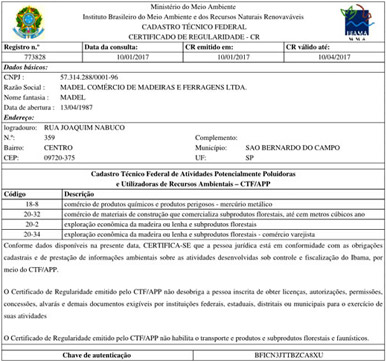 Ministério do Meio Ambiente
Instituto Brasileiro do Meio Ambiente e dos Recursos Naturais Renováveis
CADASTRO TÉCNICO FEDERAL
CERTIFICADO DE REGULARIDADE - CR
IBAMA
M M A
Registro n.º Data da consulta: CR emitido em: CR válido até:
773828 10/01/2017 10/01/2017 10/04/2017
Dados básicos:
CNPJ : 57.314.288/0001-96
Razão Social : MADEL COMÉRCIO DE MADEIRAS E FERRAGENS LTDA.
Nome fantasia : MADEL
Data de abertura : 13/04/1987
Endereço:
logradouro: RUA JOAQUIM NABUCO
N.º: 359 Complemento:
Bairro: CENTRO Município: SAO BERNARDO DO CAMPO
CEP: 09720-375 UF: SP
Cadastro Técnico Federal de Atividades Potencialmente Poluidoras
e Utilizadoras de Recursos Ambientais – CTF/APP
Código Descrição
18-8 comércio de produtos químicos e produtos perigosos - mercúrio metálico
20-32 comércio de materiais de construção que comercializa subprodutos florestais, até cem metros cúbicos ano
20-2 exploração econômica da madeira ou lenha e subprodutos florestais
20-34 exploração econômica da madeira ou lenha e subprodutos florestais - comércio varejista
Conforme dados disponíveis na presente data, CERTIFICA-SE que a pessoa jurídica está em conformidade com as obrigações
cadastrais e de prestação de informações ambientais sobre as atividades desenvolvidas sob controle e fiscalização do Ibama, por
meio do CTF/APP.
O Certificado de Regularidade emitido pelo CTF/APP não desobriga a pessoa inscrita de obter licenças, autorizações, permissões,
concessões, alvarás e demais documentos exigíveis por instituições federais, estaduais, distritais ou municipais para o exercício de
suas atividades
O Certificado de Regularidade emitido pelo CTF/APP não habilita o transporte e produtos e subprodutos florestais e faunísticos.
Chave de autenticação BFICN3JTTBZCA8XU